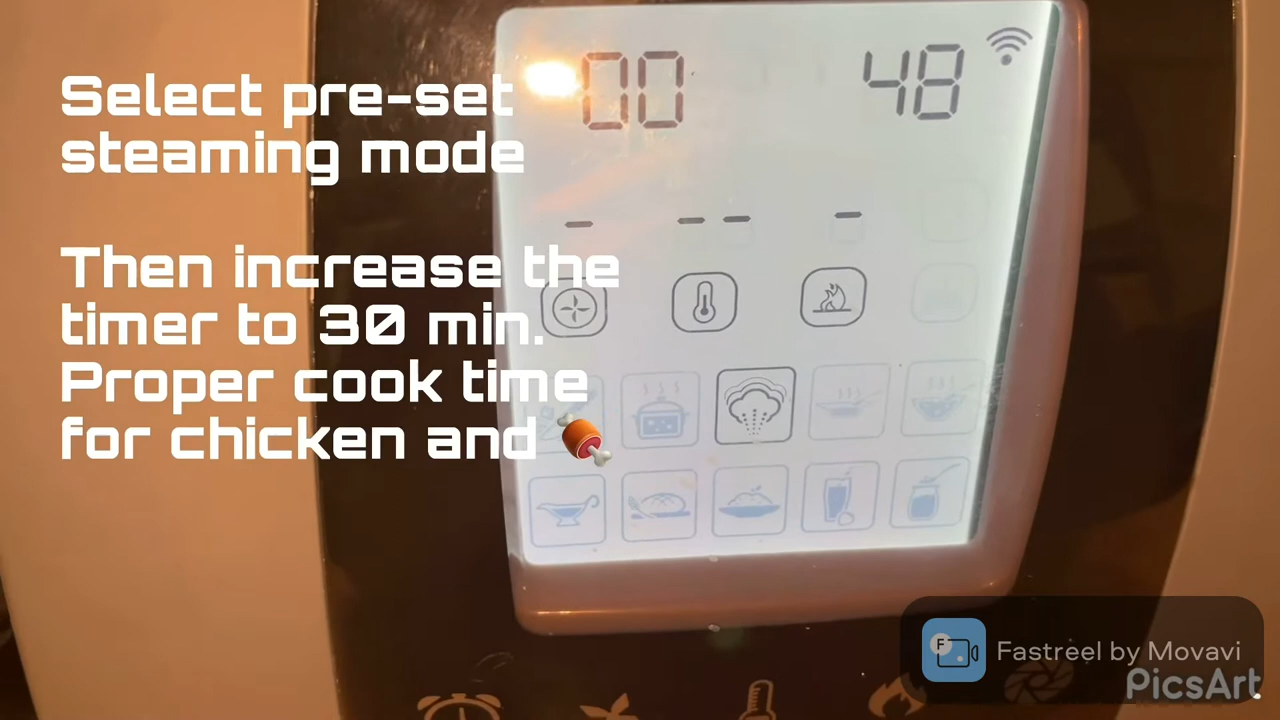 00 48
Select pre-set
steaming mode
Then increase the
timer to 30 min.
Proper cook time
for chicken and 🍖
Fastreel by Movavi
PicsArt